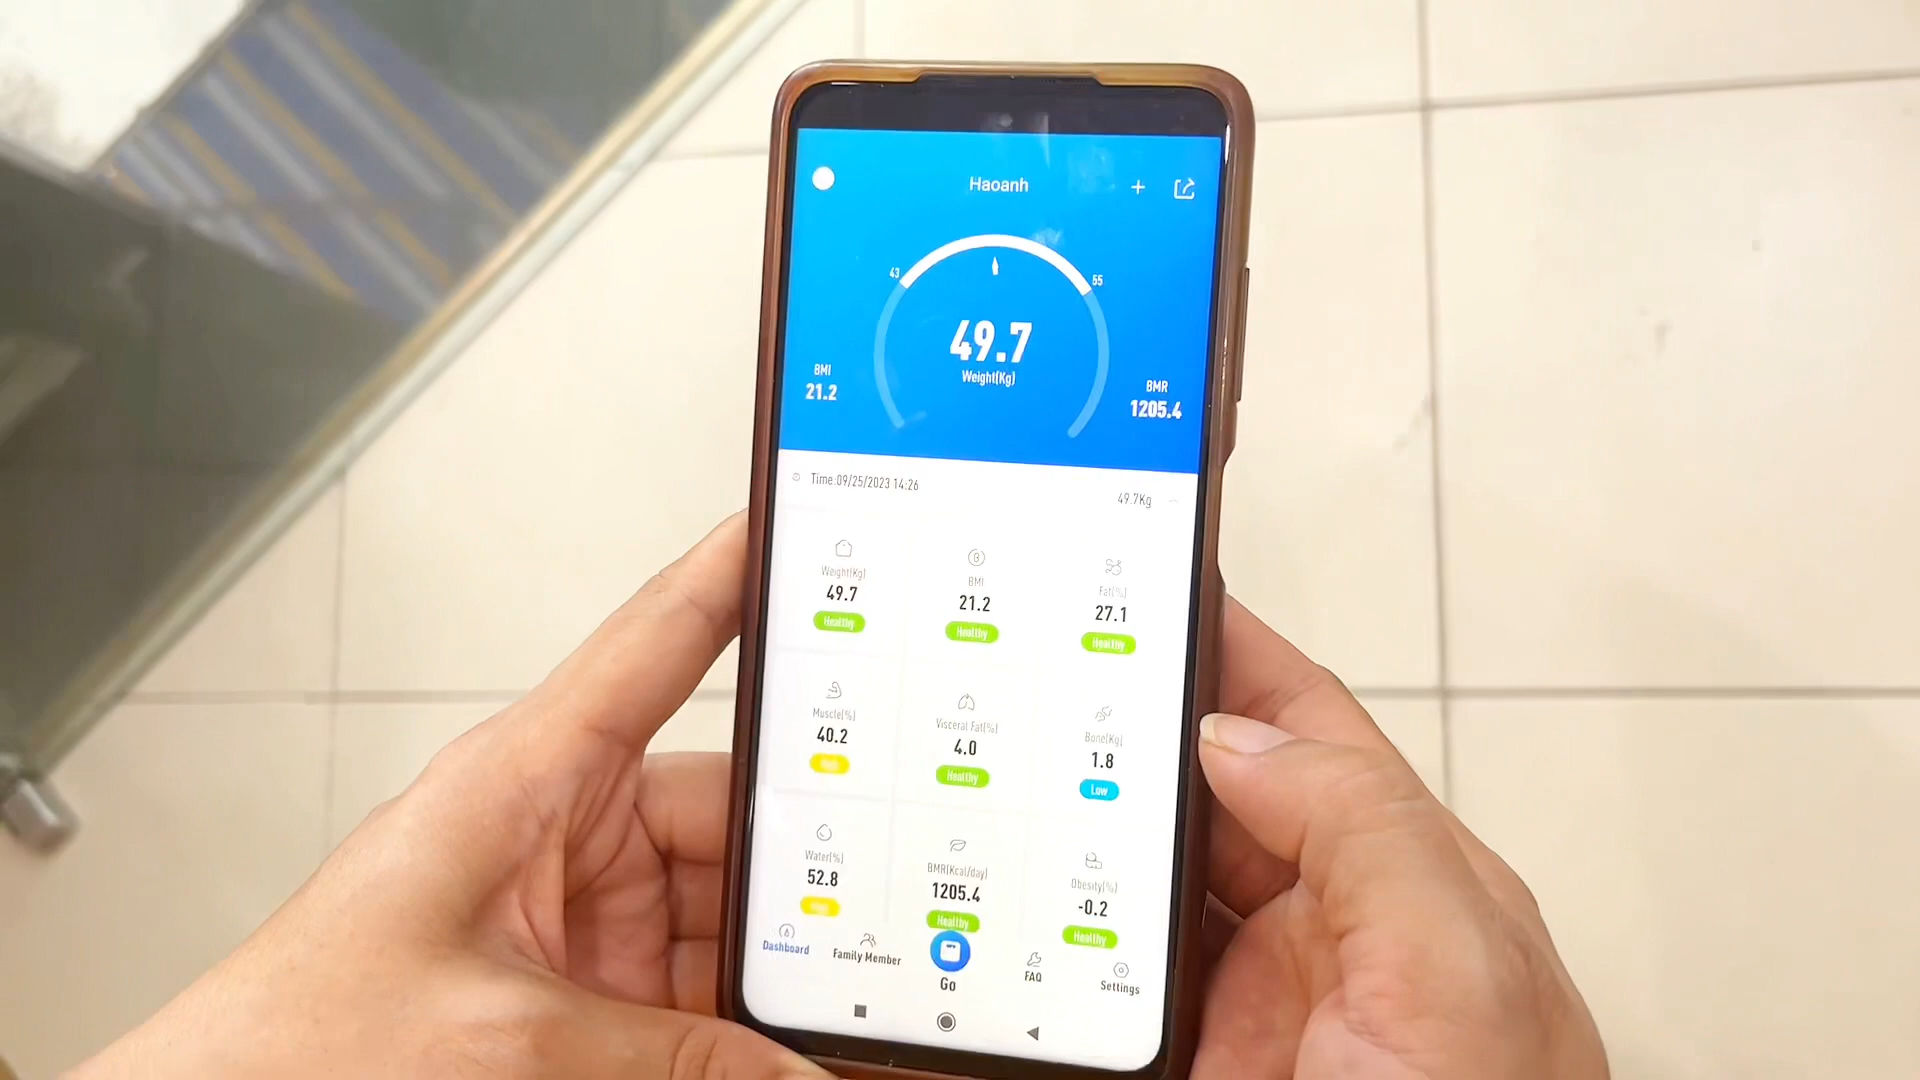 Haoanh
43
55
49.7
Weight(Kg)
BMI
21.2
BMR
1205.4
Time:09/25/2023 14:26
49.7Kg
Weight(Kg)
49.7
Healthy
BMI
21.2
Healthy
Fat(%)
27.1
Healthy
Muscle(%)
40.2
Visceral Fat(%)
4.0
Healthy
Bone(Kg)
1.8
Low
Water(%)
52.8
BMR(Kcal/day)
1205.4
Healthy
Obesity(%)
-0.2
Healthy
Dashboard
Family Member
Go
FAQ
Settings